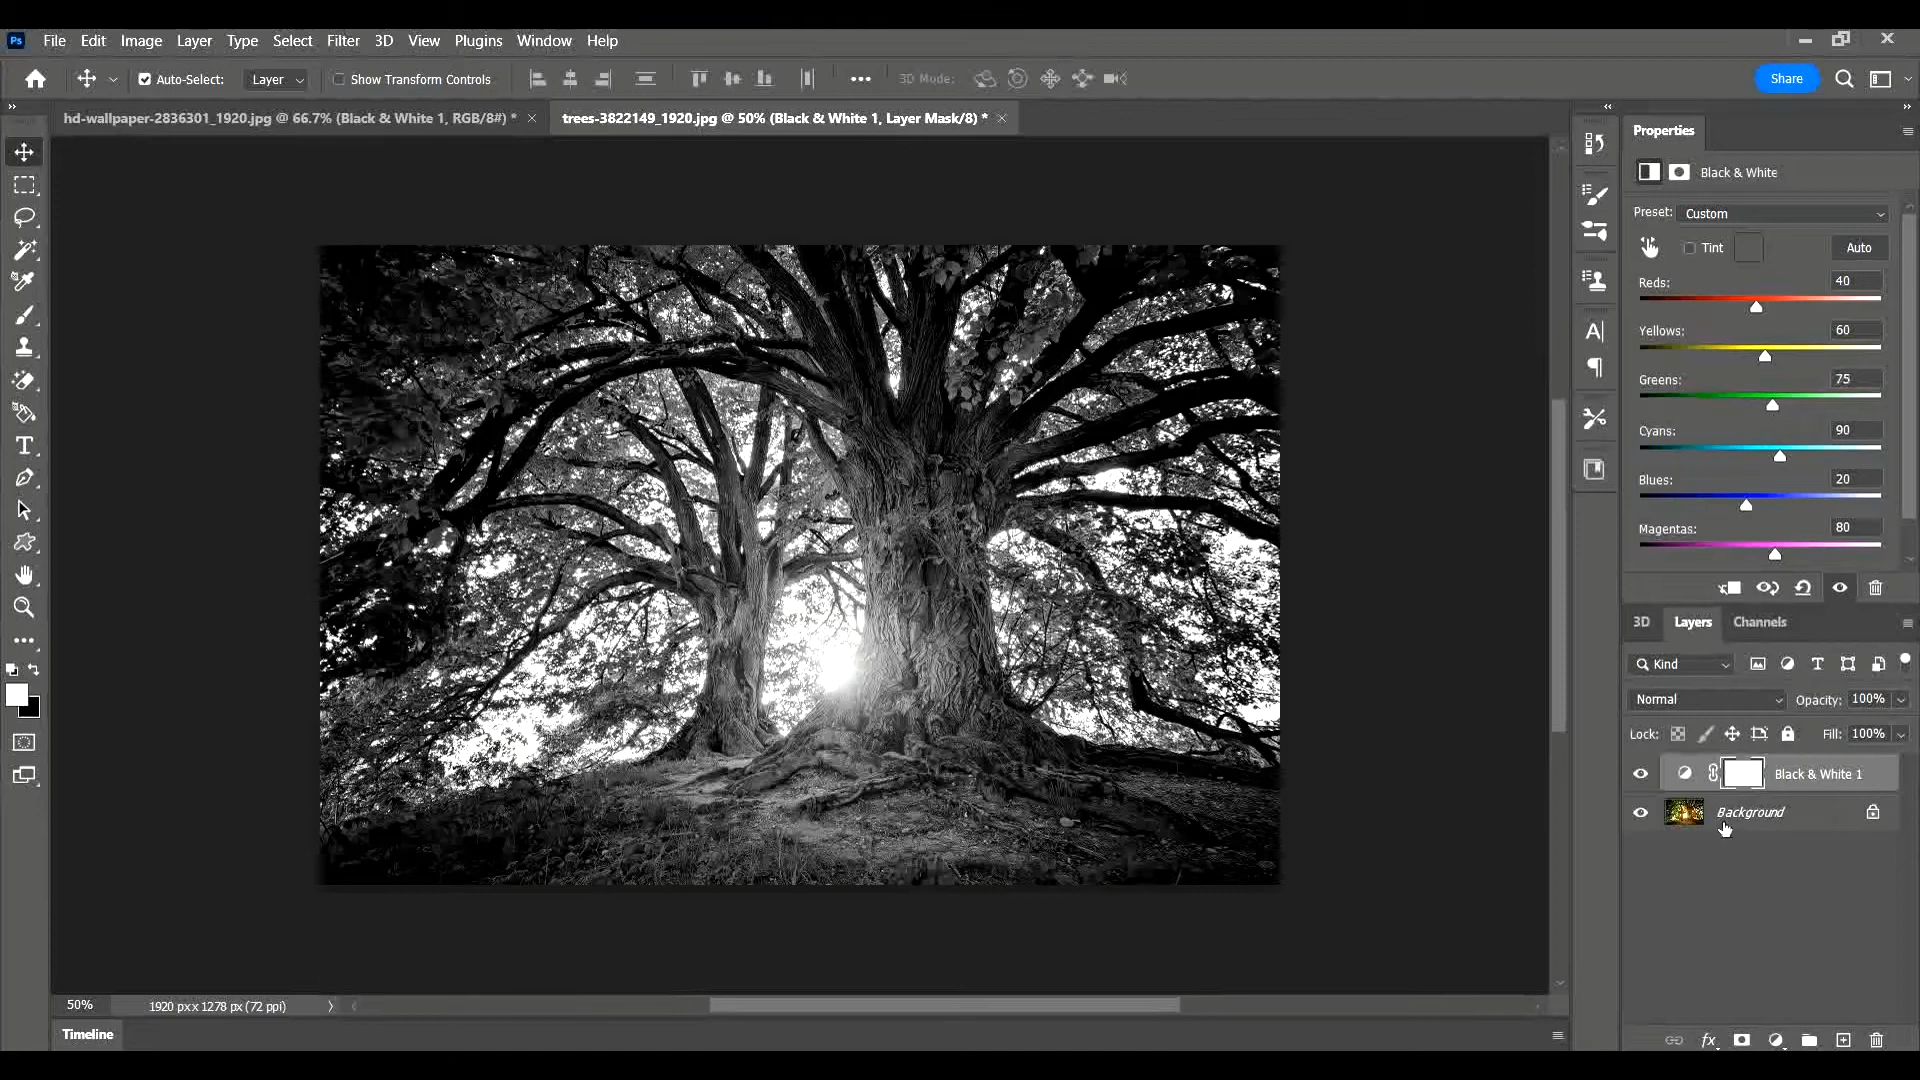 Ps File Edit Image Layer Type Select Filter 3D View Plugins Window Help
Auto-Select: Layer Show Transform Controls 3D Mode: Share
hd-wallpaper-2836301_1920.jpg @ 66.7% (Black & White 1, RGB/8#) * trees-3822149_1920.jpg @ 50% (Black & White 1, Layer Mask/8) *
Properties
Black & White
Preset: Custom
Tint Auto
Reds: 40
Yellows: 60
Greens: 75
Cyans: 90
Blues: 20
Magentas: 80
3D Layers Channels
Kind
Normal Opacity: 100%
Lock: Fill: 100%
Black & White 1
Background
50% 1920 px x 1278 px (72 ppi)
Timeline
fx